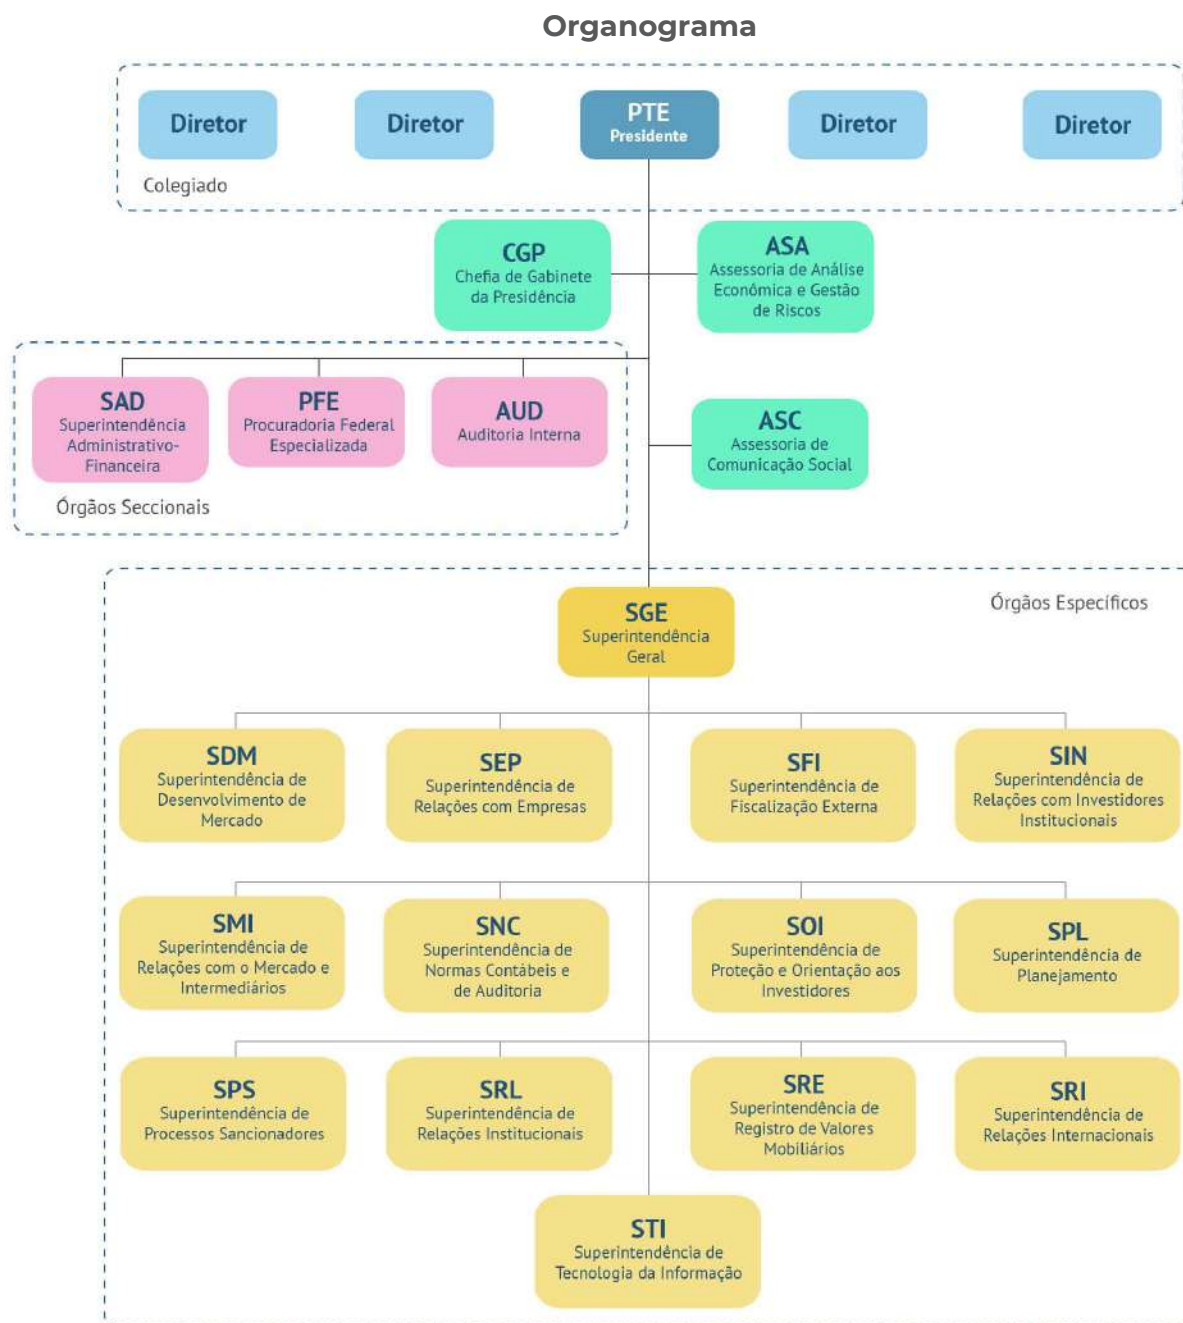 Organograma
Diretor
Diretor
PTE
Presidente
Diretor
Diretor
Colegiado
CGP
Chefia de Gabinete
da Presidência
ASA
Assessoria de Análise
Econômica e Gestão
de Riscos
SAD
Superintendência
Administrativo-
Financeira
PFE
Procuradoria Federal
Especializada
AUD
Auditoria Interna
ASC
Assessoria de
Comunicação Social
Órgãos Seccionais
SGE
Superintendência
Geral
Órgãos Específicos
SDM
Superintendência de
Desenvolvimento de
Mercado
SEP
Superintendência de
Relações com Empresas
SFI
Superintendência de
Fiscalização Externa
SIN
Superintendência de
Relações com Investidores
Institucionais
SMI
Superintendência de
Relações com o Mercado e
Intermediários
SNC
Superintendência de
Normas Contábeis e
de Auditoria
SOI
Superintendência de
Proteção e Orientação aos
Investidores
SPL
Superintendência de
Planejamento
SPS
Superintendência de
Processos Sancionadores
SRL
Superintendência de
Relações Institucionais
SRE
Superintendência de
Registro de Valores
Mobiliários
SRI
Superintendência de
Relações Internacionais
STI
Superintendência de
Tecnologia da Informação